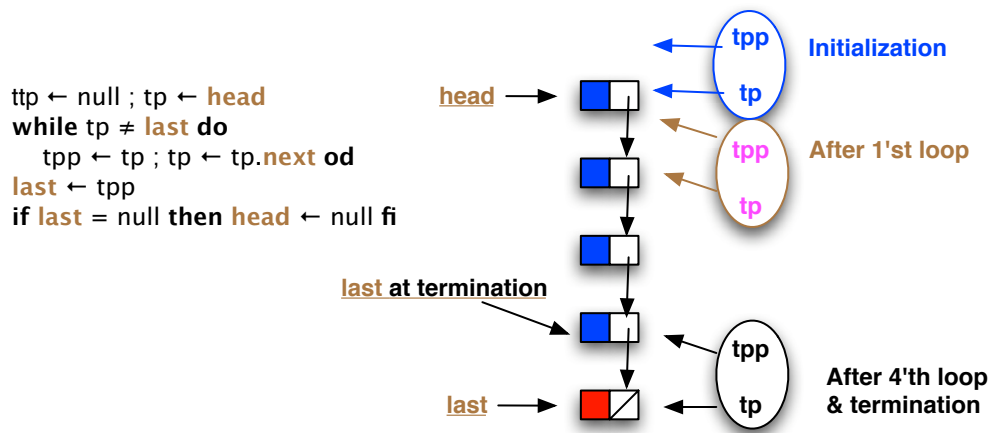 ttp ← null ; tp ← head
while tp ≠ last do
tpp ← tp ; tp ← tp.next od
last ← tpp
if last = null then head ← null fi
head
last at termination
last
tpp
tp
Initialization
tpp
tp
After 1'st loop
tpp
tp
After 4'th loop
& termination